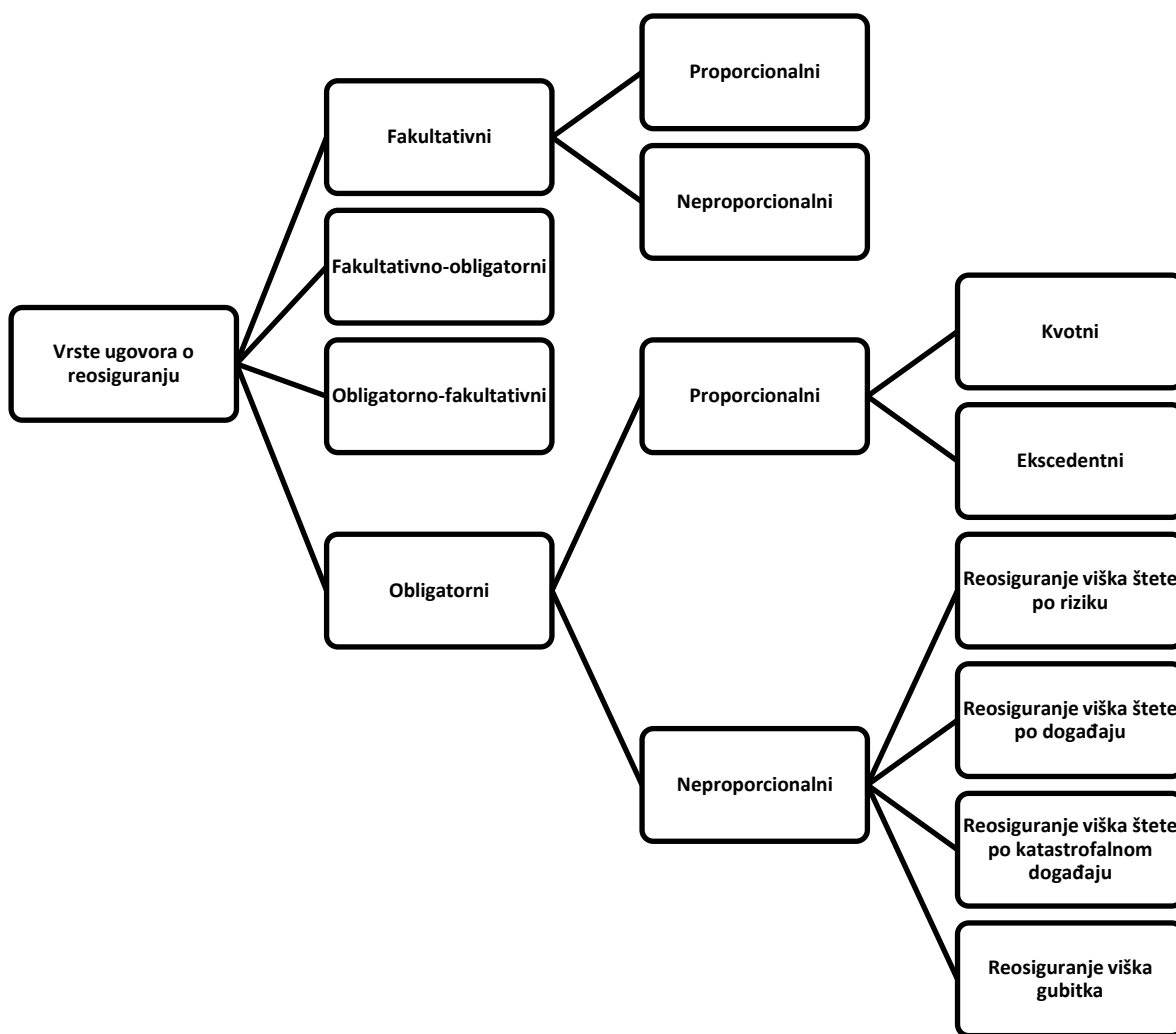 Vrste ugovora o
reosiguranju
Fakultativni
Proporcionalni
Neproporcionalni
Fakultativno-obligatorni
Obligatorno-fakultativni
Obligatorni
Proporcionalni
Kvotni
Ekscedentni
Neproporcionalni
Reosiguranje viška štete
po riziku
Reosiguranje viška štete
po događaju
Reosiguranje viška štete
po katastrofalnom
događaju
Reosiguranje viška
gubitka